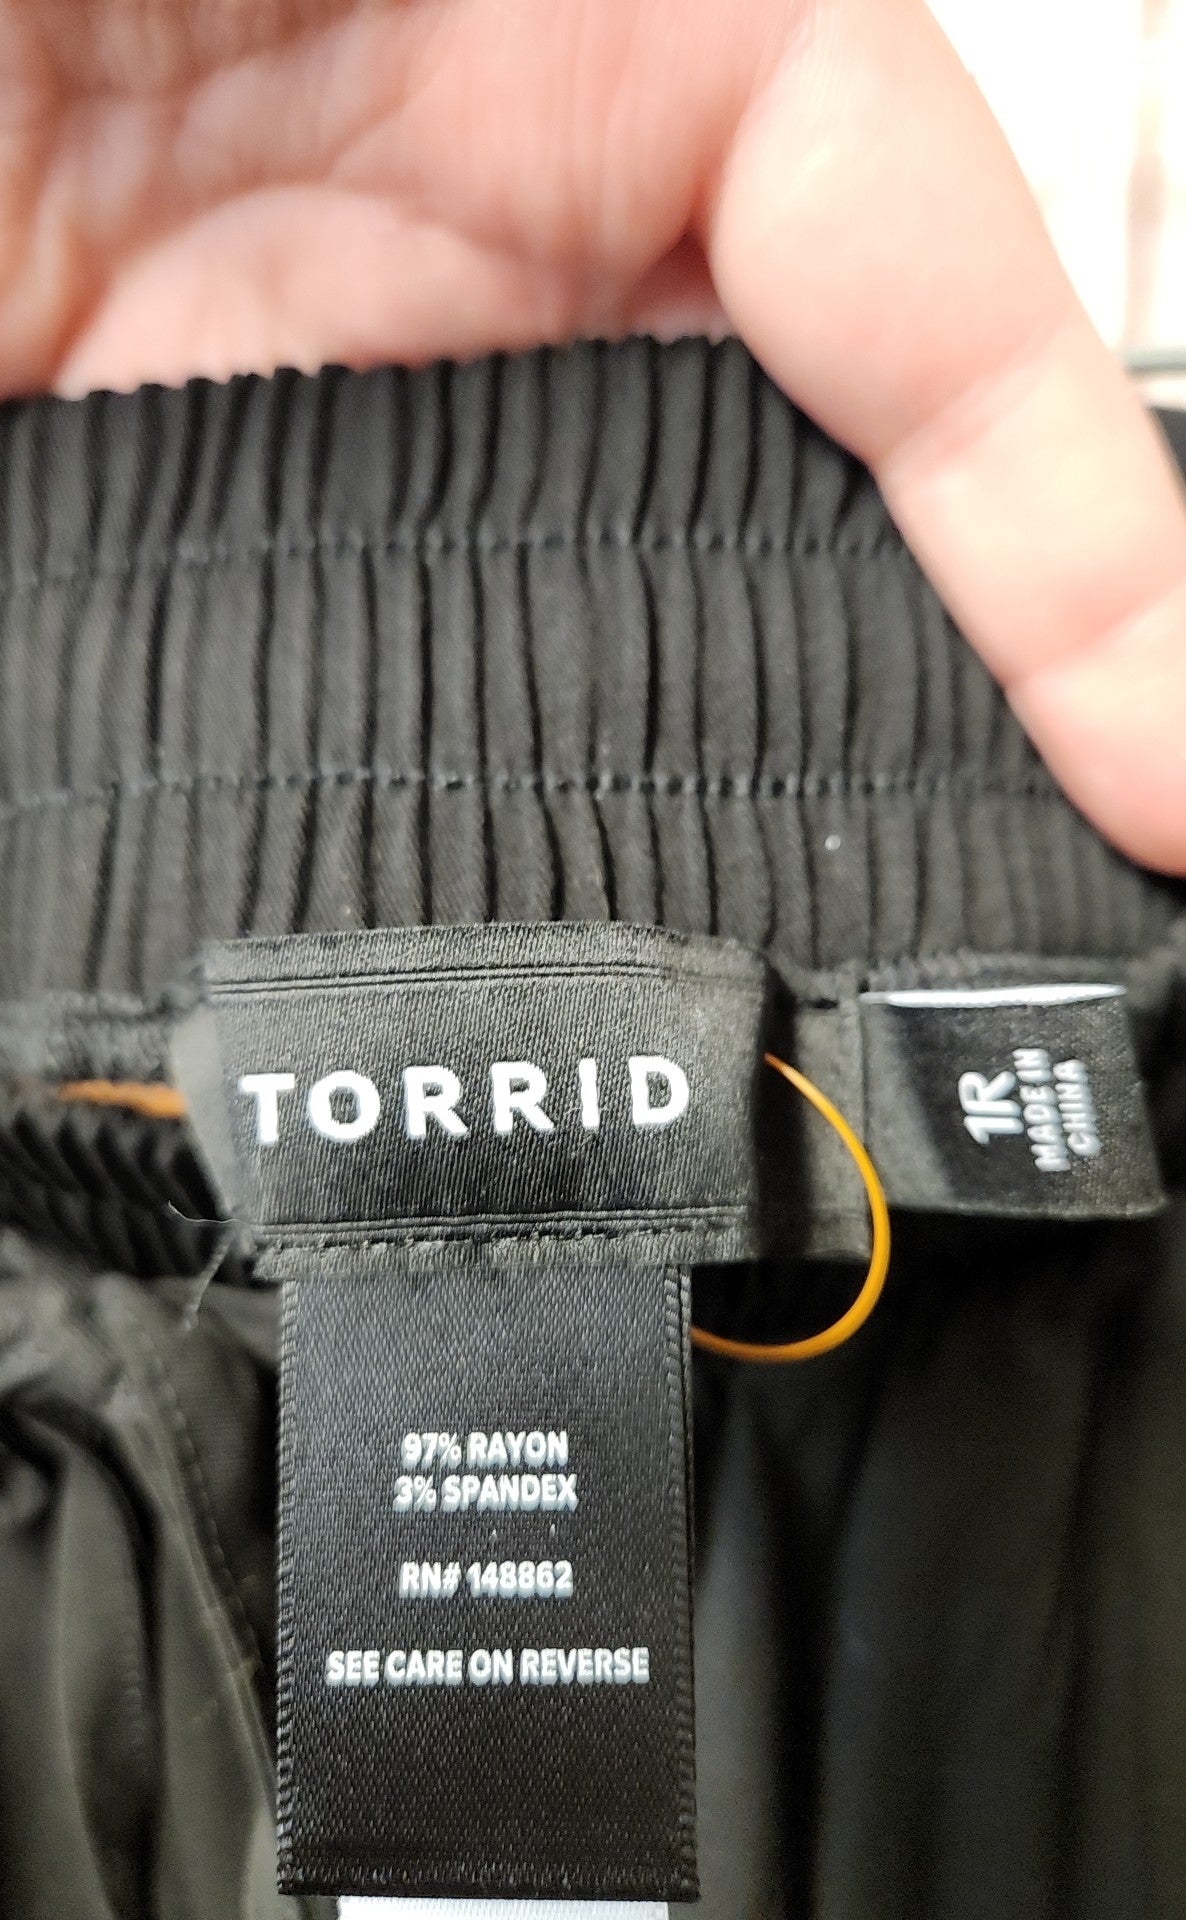 TORRID
1R
MADE IN
CHINA
97% RAYON
3% SPANDEX
RN# 148862
SEE CARE ON REVERSE